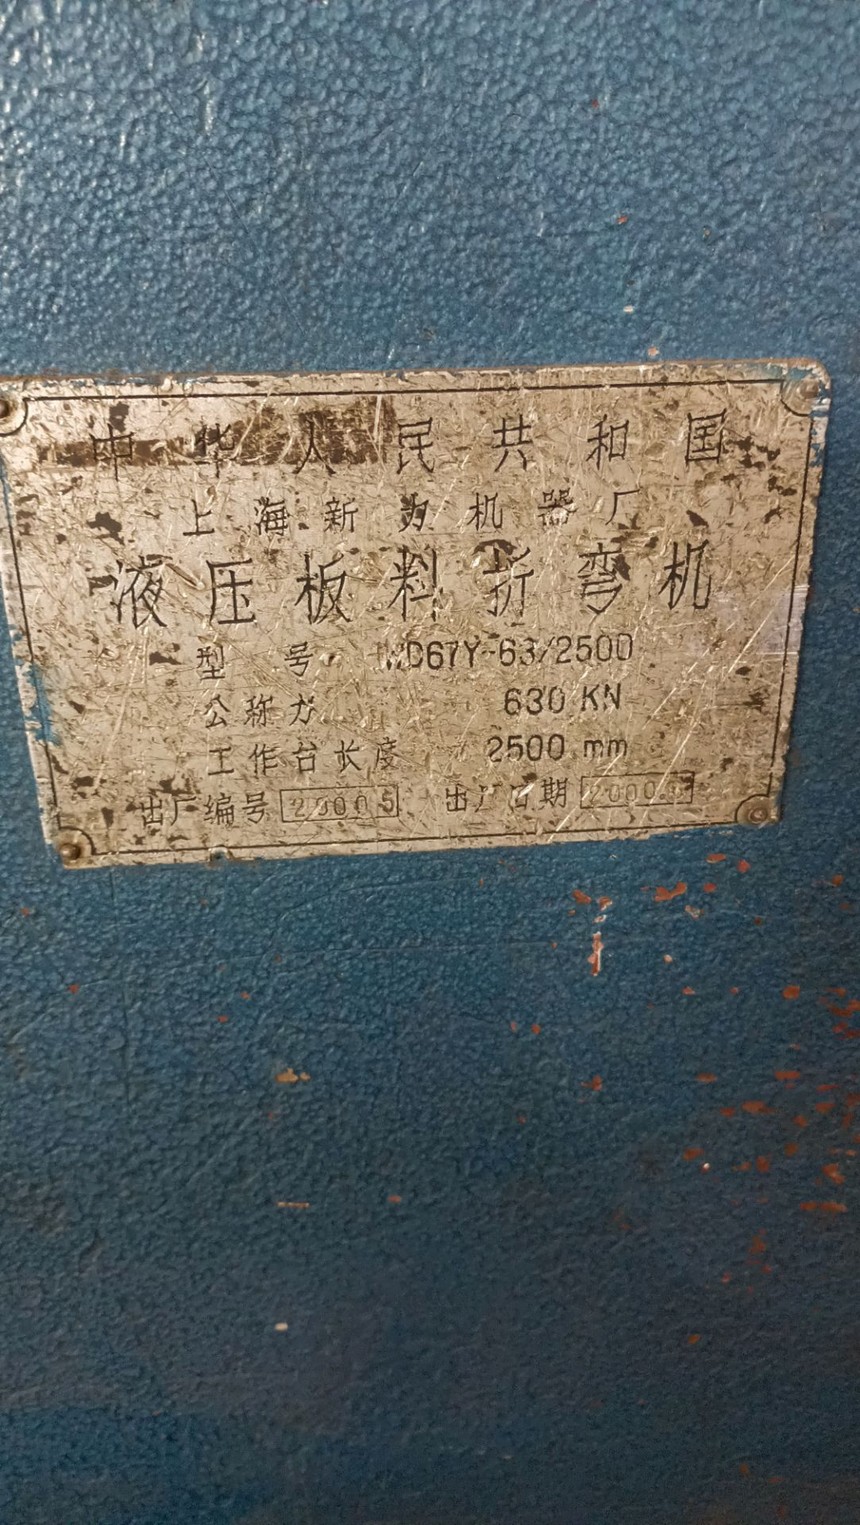 中华人民共和国
上海新力机器厂
液压板料折弯机
型号 WD67Y-63/2500
公称力 630 KN
工作台长度 2500 mm
出厂编号 20005 出厂日期